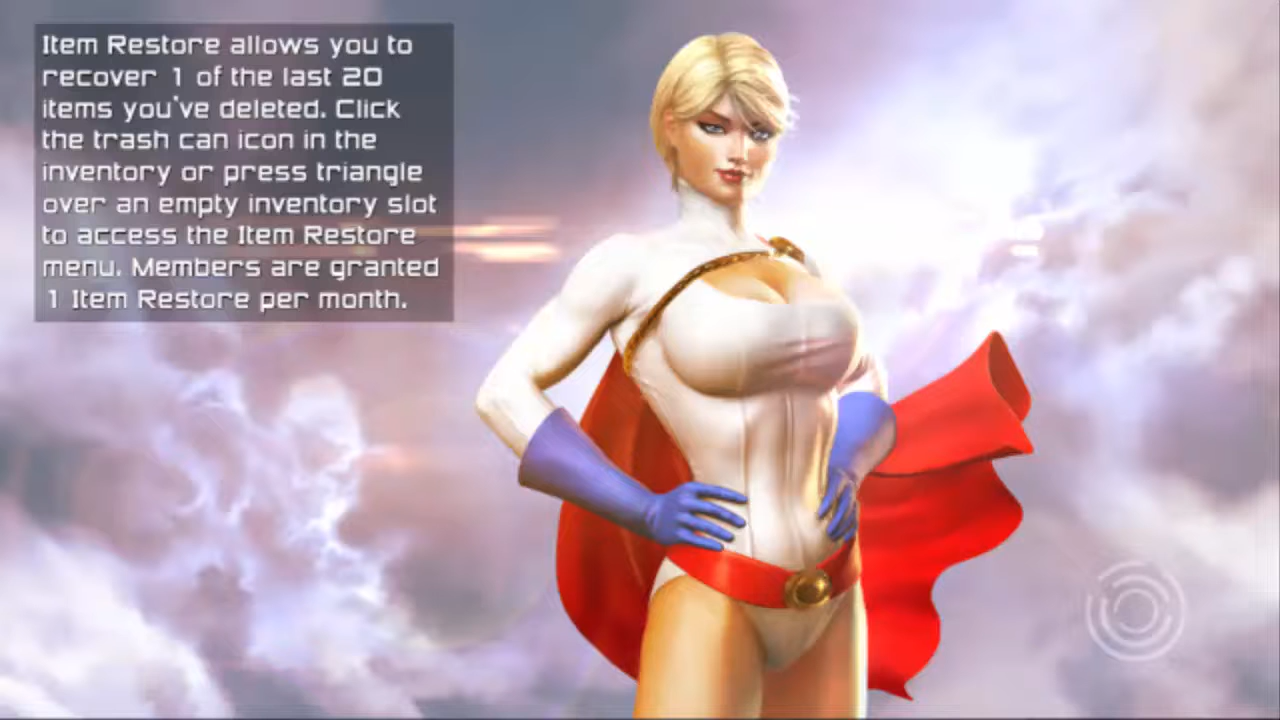 Item Restore allows you to
recover 1 of the last 20
items you've deleted. Click
the trash can icon in the
inventory or press triangle
over an empty inventory slot
to access the Item Restore
menu. Members are granted
1 Item Restore per month.